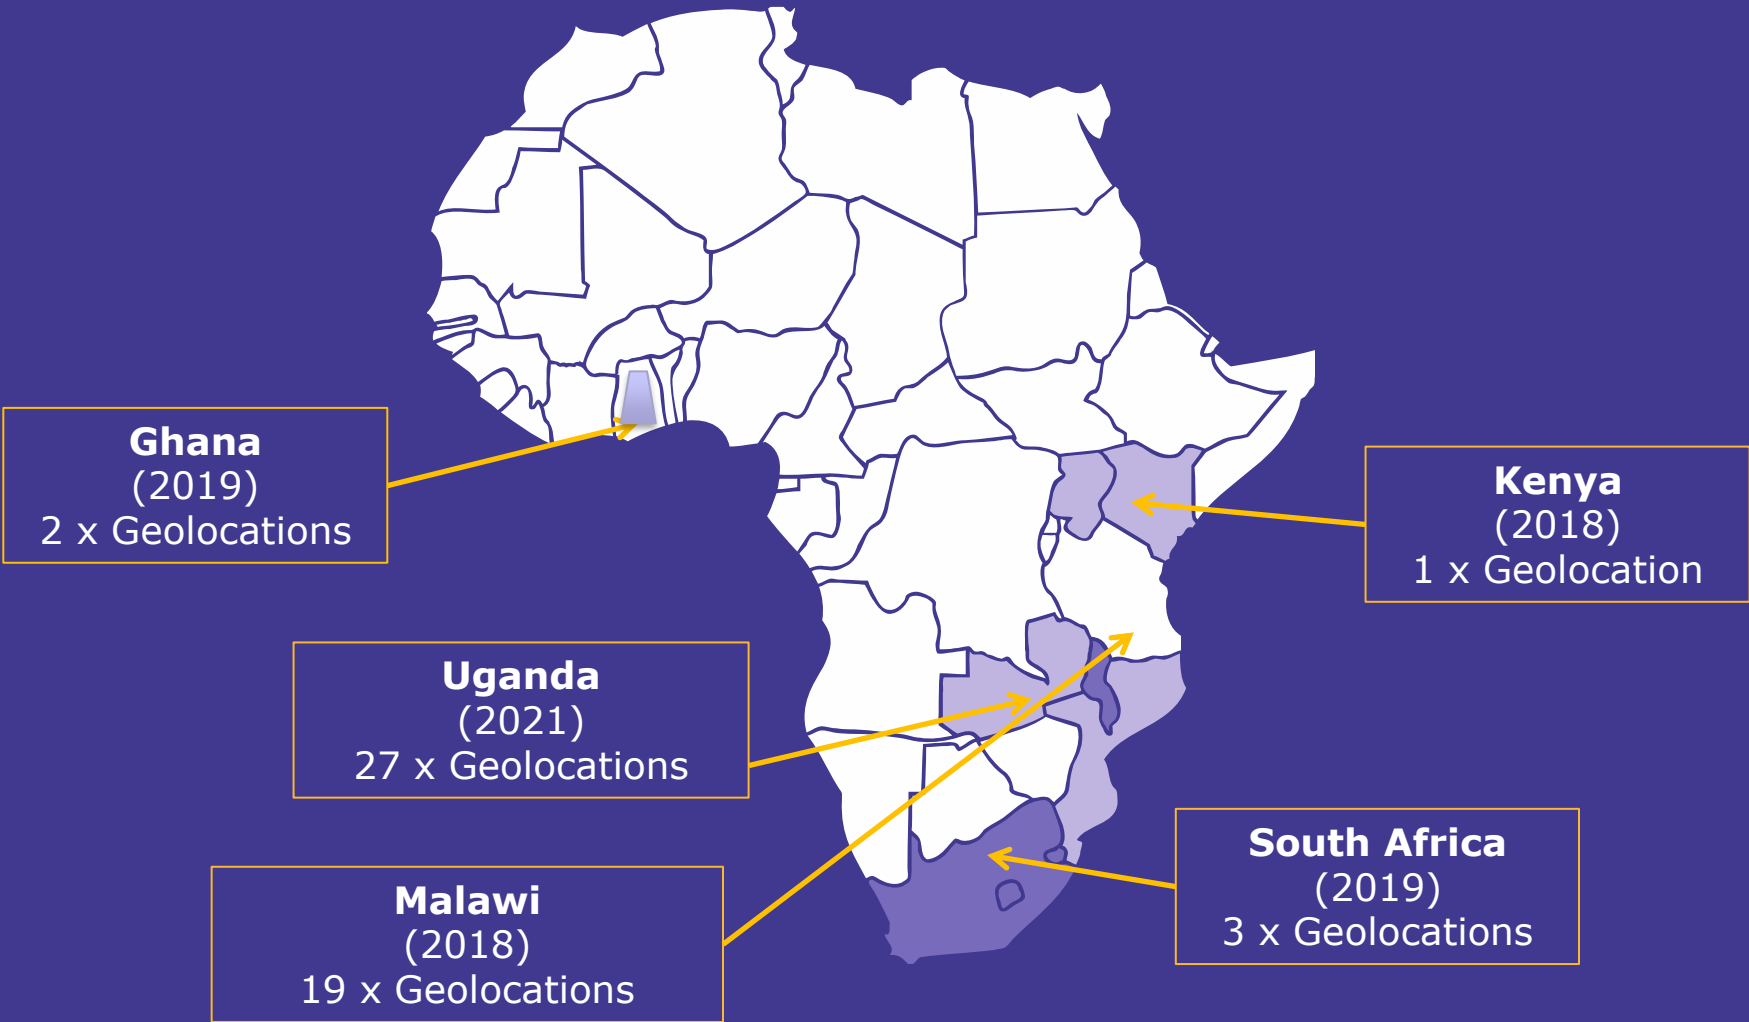 Ghana
(2019)
2 x Geolocations
Kenya
(2018)
1 x Geolocation
Uganda
(2021)
27 x Geolocations
South Africa
(2019)
3 x Geolocations
Malawi
(2018)
19 x Geolocations